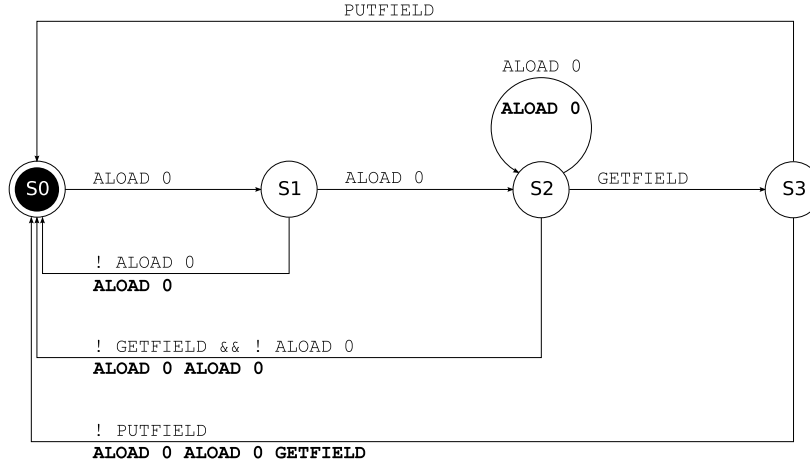 PUTFIELD
ALOAD 0
ALOAD 0
S0
ALOAD 0
S1
ALOAD 0
S2
GETFIELD
S3
! ALOAD 0
ALOAD 0
! GETFIELD && ! ALOAD 0
ALOAD 0 ALOAD 0
! PUTFIELD
ALOAD 0 ALOAD 0 GETFIELD